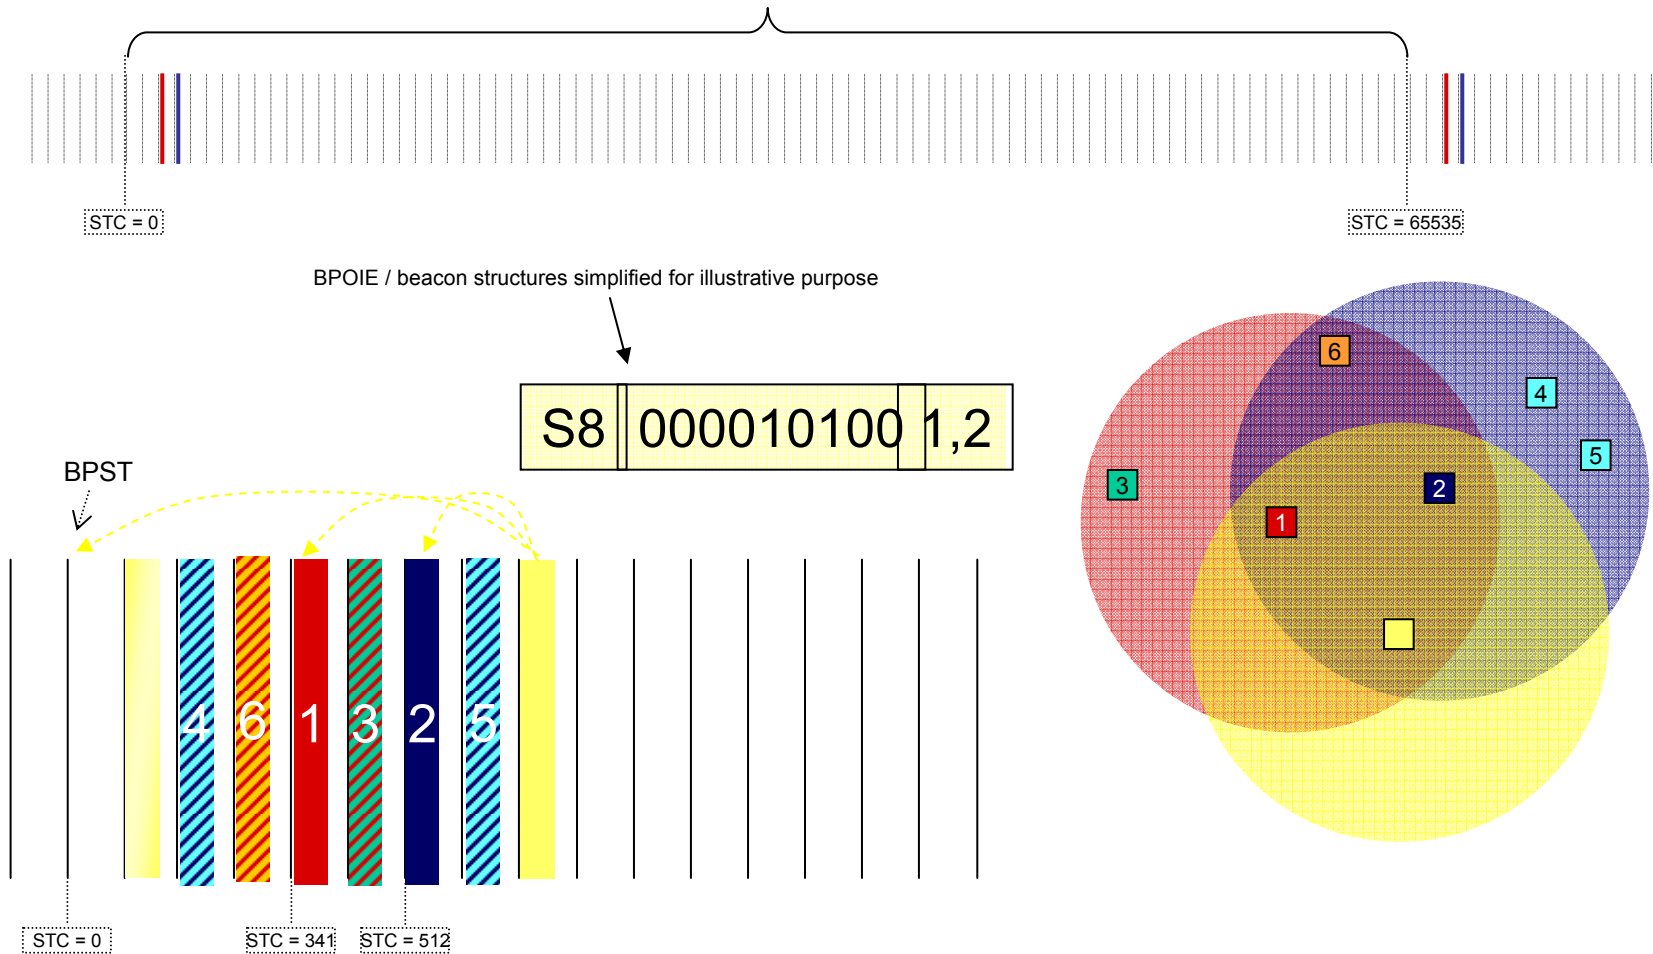 STC = 0
STC = 65535
BPOIE / beacon structures simplified for illustrative purpose
S8 000010100 1,2
BPST
6
4
5
3
2
1
4 6 1 3 2 5
STC = 0
STC = 341
STC = 512